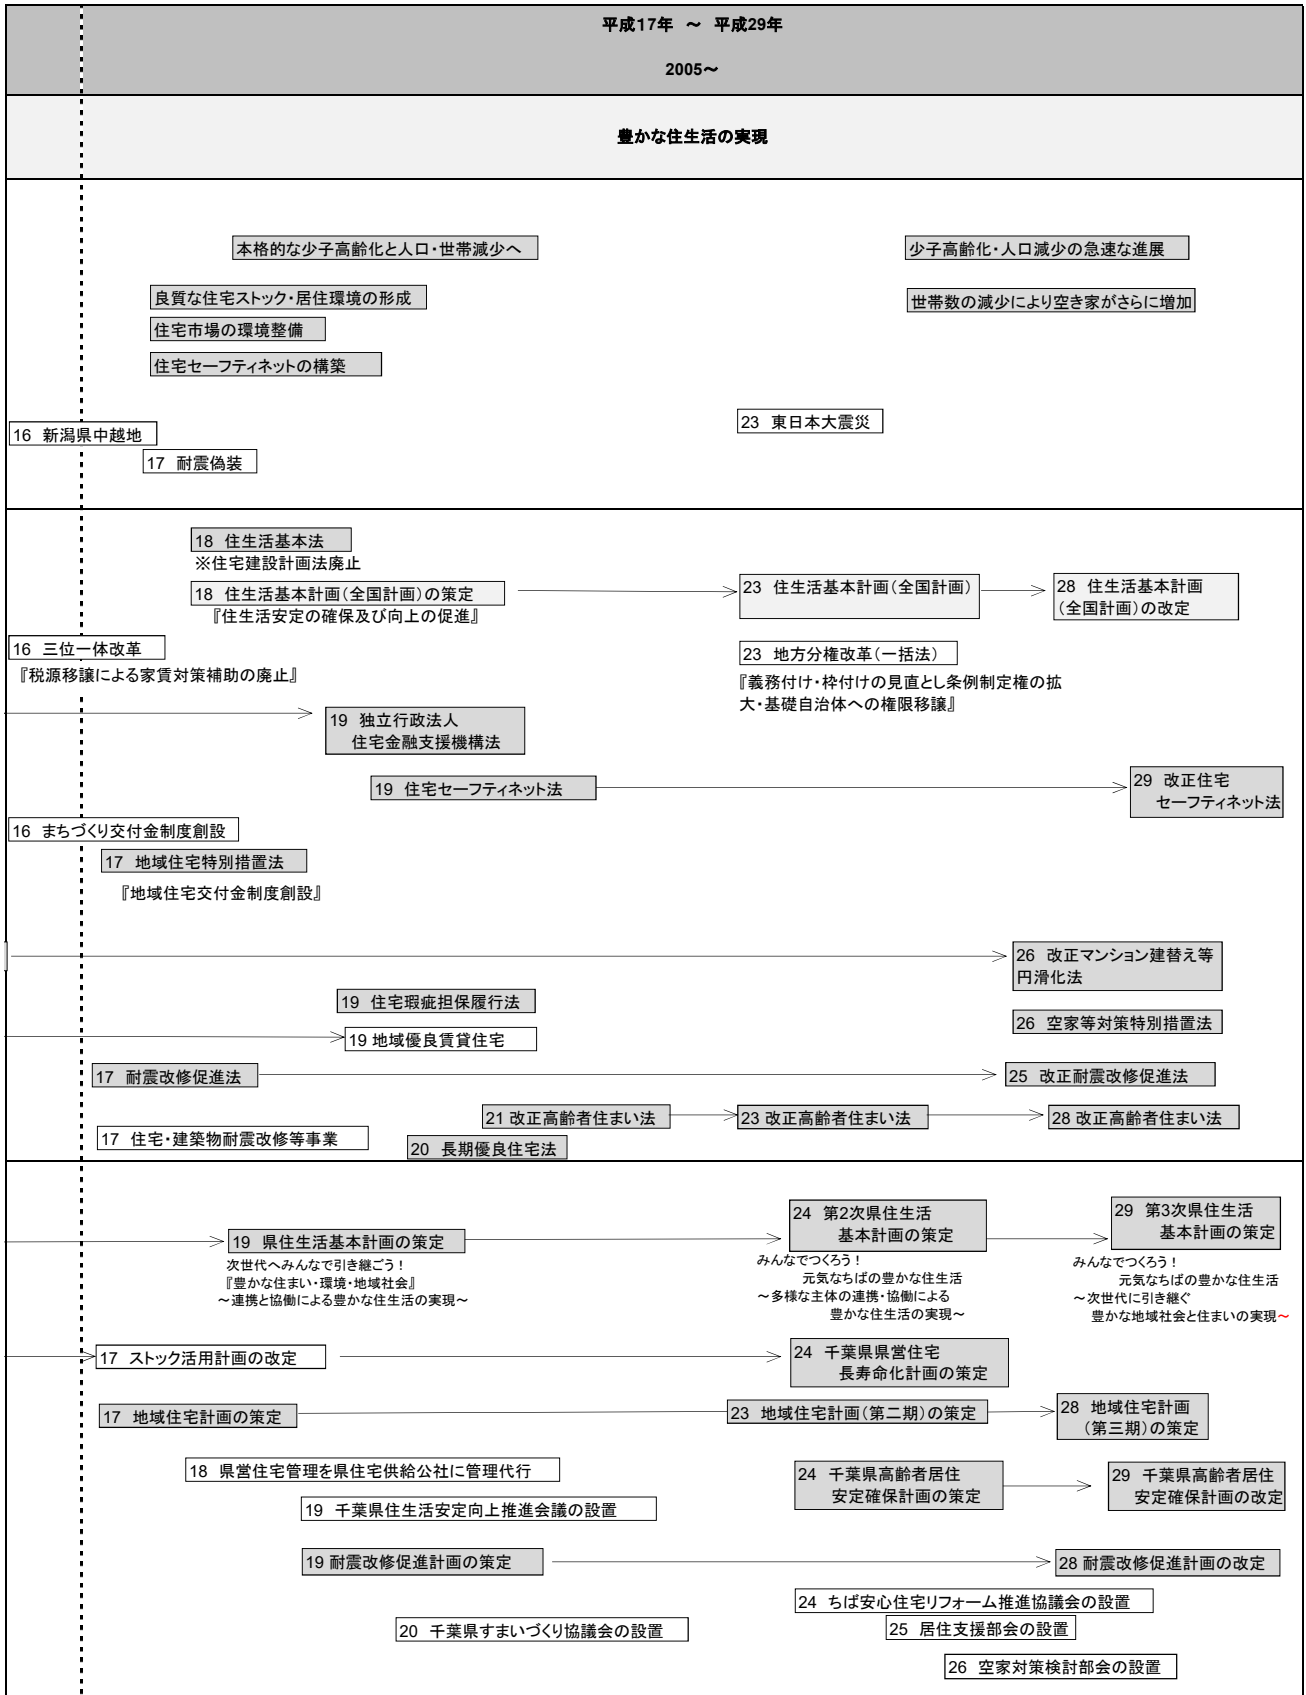 平成17年 ～ 平成29年
2005～
豊かな住生活の実現
本格的な少子高齢化と人口・世帯減少へ
少子高齢化・人口減少の急速な進展
良質な住宅ストック・居住環境の形成
世帯数の減少により空き家がさらに増加
住宅市場の環境整備
住宅セーフティネットの構築
23 東日本大震災
16 新潟県中越地
17 耐震偽装
18 住生活基本法
※住宅建設計画法廃止
18 住生活基本計画（全国計画）の策定
『住生活安定の確保及び向上の促進』
23 住生活基本計画（全国計画）
28 住生活基本計画
（全国計画）の改定
16 三位一体改革
『税源移譲による家賃対策補助の廃止』
23 地方分権改革（一括法）
『義務付け・枠付けの見直とし条例制定権の拡
大・基礎自治体への権限移譲』
19 独立行政法人
住宅金融支援機構法
19 住宅セーフティネット法
29 改正住宅
セーフティネット法
16 まちづくり交付金制度創設
17 地域住宅特別措置法
『地域住宅交付金制度創設』
26 改正マンション建替え等
円滑化法
19 住宅瑕疵担保履行法
26 空家等対策特別措置法
19 地域優良賃貸住宅
17 耐震改修促進法
25 改正耐震改修促進法
21 改正高齢者住まい法
23 改正高齢者住まい法
28 改正高齢者住まい法
17 住宅・建築物耐震改修等事業
20 長期優良住宅法
19 県住生活基本計画の策定
次世代へみんなで引き継ごう！
『豊かな住まい・環境・地域社会』
～連携と協働による豊かな住生活の実現～
24 第2次県住生活
基本計画の策定
みんなでつくろう！
元気なちばの豊かな住生活
～多様な主体の連携・協働による
豊かな住生活の実現～
29 第3次県住生活
基本計画の策定
みんなでつくろう！
元気なちばの豊かな住生活
～次世代に引き継ぐ
豊かな地域社会と住まいの実現～
17 ストック活用計画の改定
24 千葉県県営住宅
長寿命化計画の策定
17 地域住宅計画の策定
23 地域住宅計画（第二期）の策定
28 地域住宅計画
（第三期）の策定
18 県営住宅管理を県住宅供給公社に管理代行
24 千葉県高齢者居住
安定確保計画の策定
29 千葉県高齢者居住
安定確保計画の改定
19 千葉県住生活安定向上推進会議の設置
19 耐震改修促進計画の策定
28 耐震改修促進計画の改定
24 ちば安心住宅リフォーム推進協議会の設置
20 千葉県すまいづくり協議会の設置
25 居住支援部会の設置
26 空家対策検討部会の設置